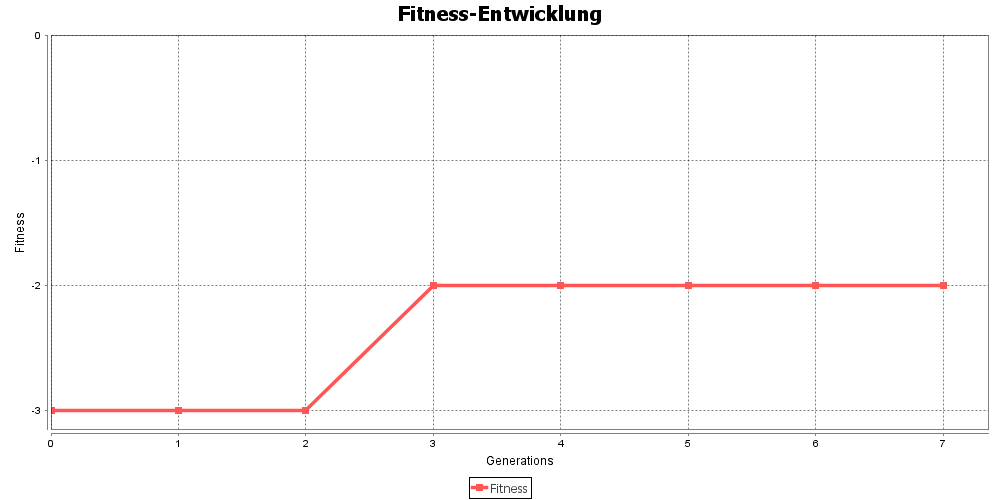 Fitness-Entwicklung
0
-1
-2
-3
Fitness
0 1 2 3 4 5 6 7
Generations
Fitness